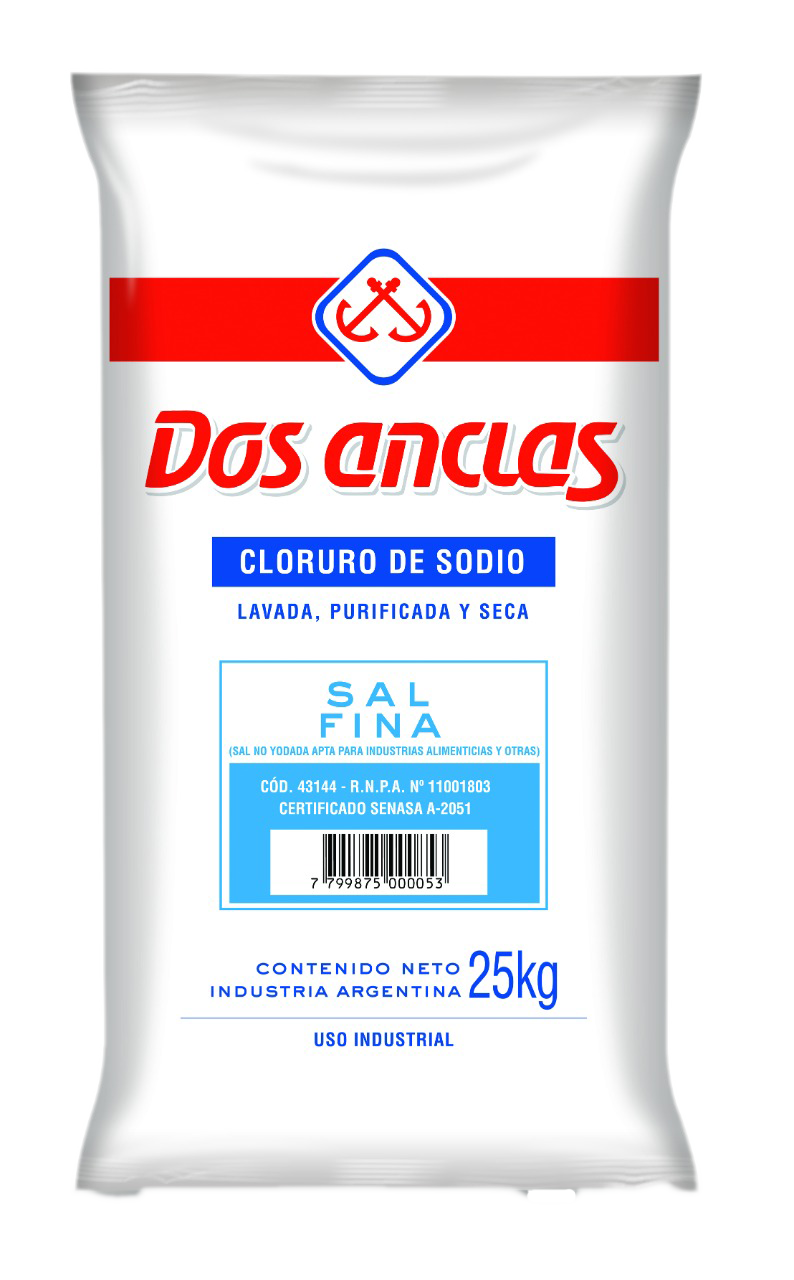 Dos anclas
CLORURO DE SODIO
LAVADA, PURIFICADA Y SECA
SAL
FINA
(SAL NO YODADA APTA PARA INDUSTRIAS ALIMENTICIAS Y OTRAS)
CÓD. 43144 - R.N.P.A. Nº 11001803
CERTIFICADO SENASA A-2051
7 799875 000053
CONTENIDO NETO 25kg
INDUSTRIA ARGENTINA
USO INDUSTRIAL